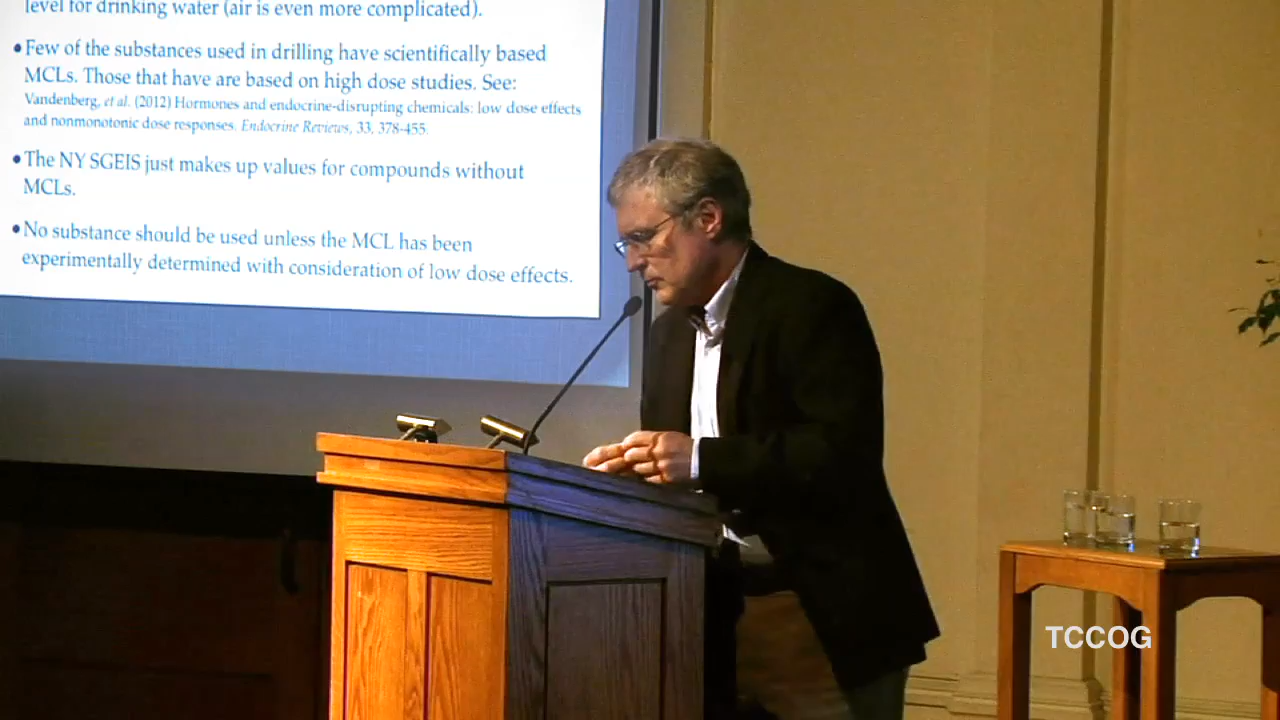 level for drinking water (air is even more complicated).
•Few of the substances used in drilling have scientifically based
MCLs. Those that have are based on high dose studies. See:
Vandenberg, et al. (2012) Hormones and endocrine-disrupting chemicals: low dose effects
and nonmonotonic dose responses. Endocrine Reviews, 33, 378-455.
•The NY SGEIS just makes up values for compounds without
MCLs.
•No substance should be used unless the MCL has been
experimentally determined with consideration of low dose effects.
TCCOG